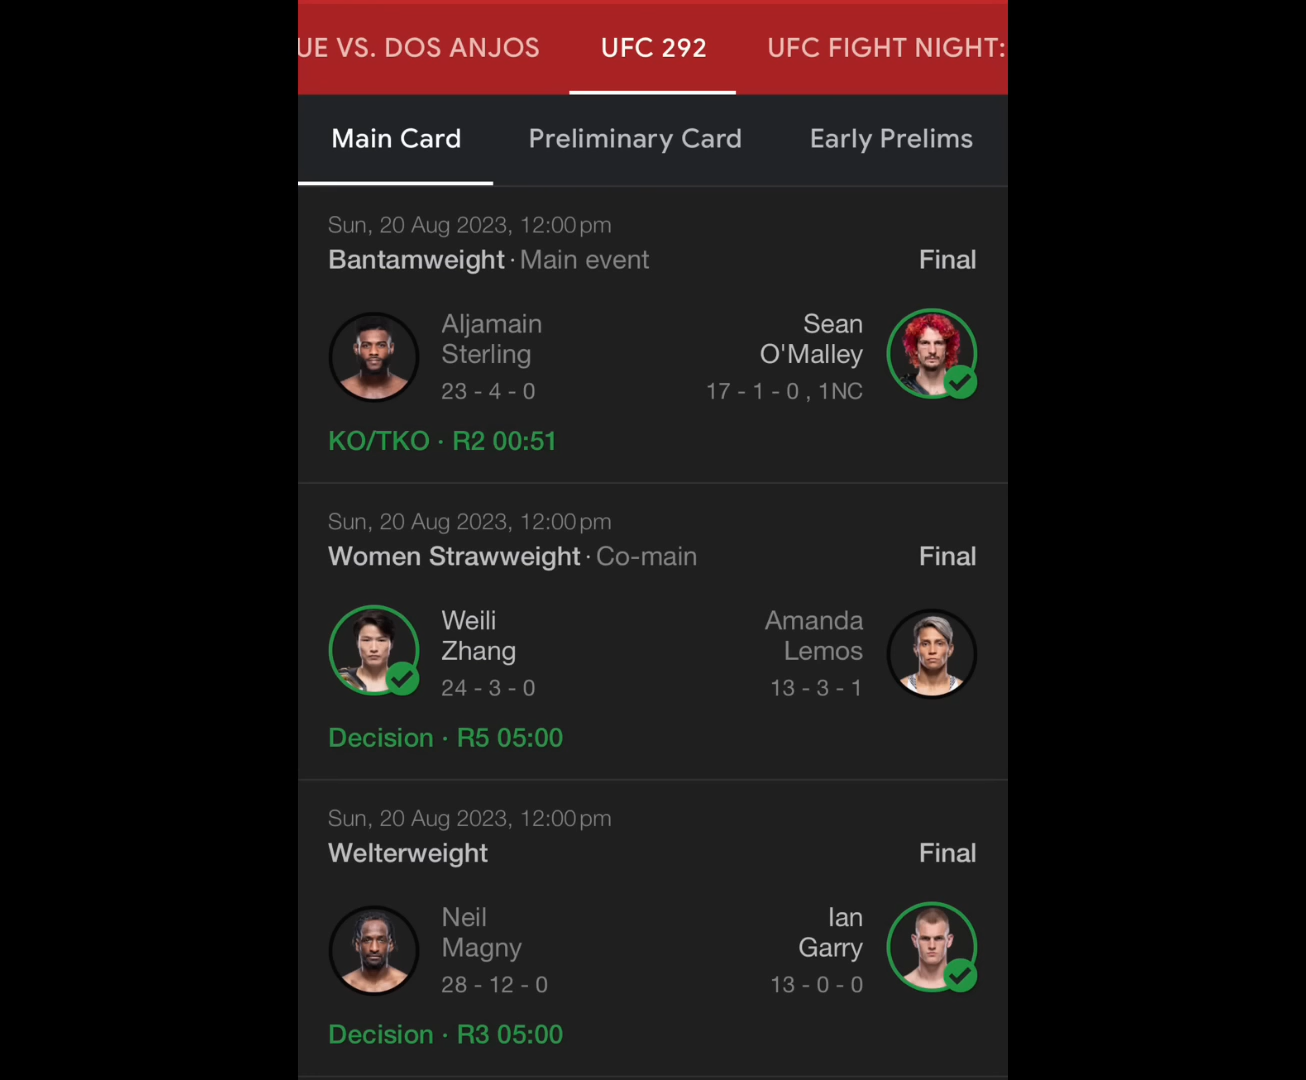 UE VS. DOS ANJOS UFC 292 UFC FIGHT NIGHT:
Main Card Preliminary Card Early Prelims
Sun, 20 Aug 2023, 12:00 pm
Bantamweight · Main event Final
Aljamain Sean
Sterling O'Malley
23 - 4 - 0 17 - 1 - 0 , 1NC
KO/TKO · R2 00:51
Sun, 20 Aug 2023, 12:00 pm
Women Strawweight · Co-main Final
Weili Amanda
Zhang Lemos
24 - 3 - 0 13 - 3 - 1
Decision · R5 05:00
Sun, 20 Aug 2023, 12:00 pm
Welterweight Final
Neil Ian
Magny Garry
28 - 12 - 0 13 - 0 - 0
Decision · R3 05:00